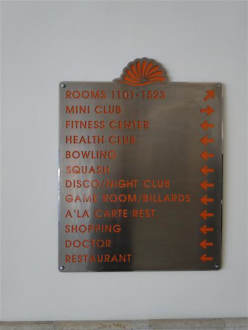 ROOMS 1101-1523
MINI CLUB
FITNESS CENTER
HEALTH CLUB
BOWLING
SQUASH
DISCO/NIGHT CLUB
GAME ROOM/BILLARDS
A'LA CARTE REST
SHOPPING
DOCTOR
RESTAURANT